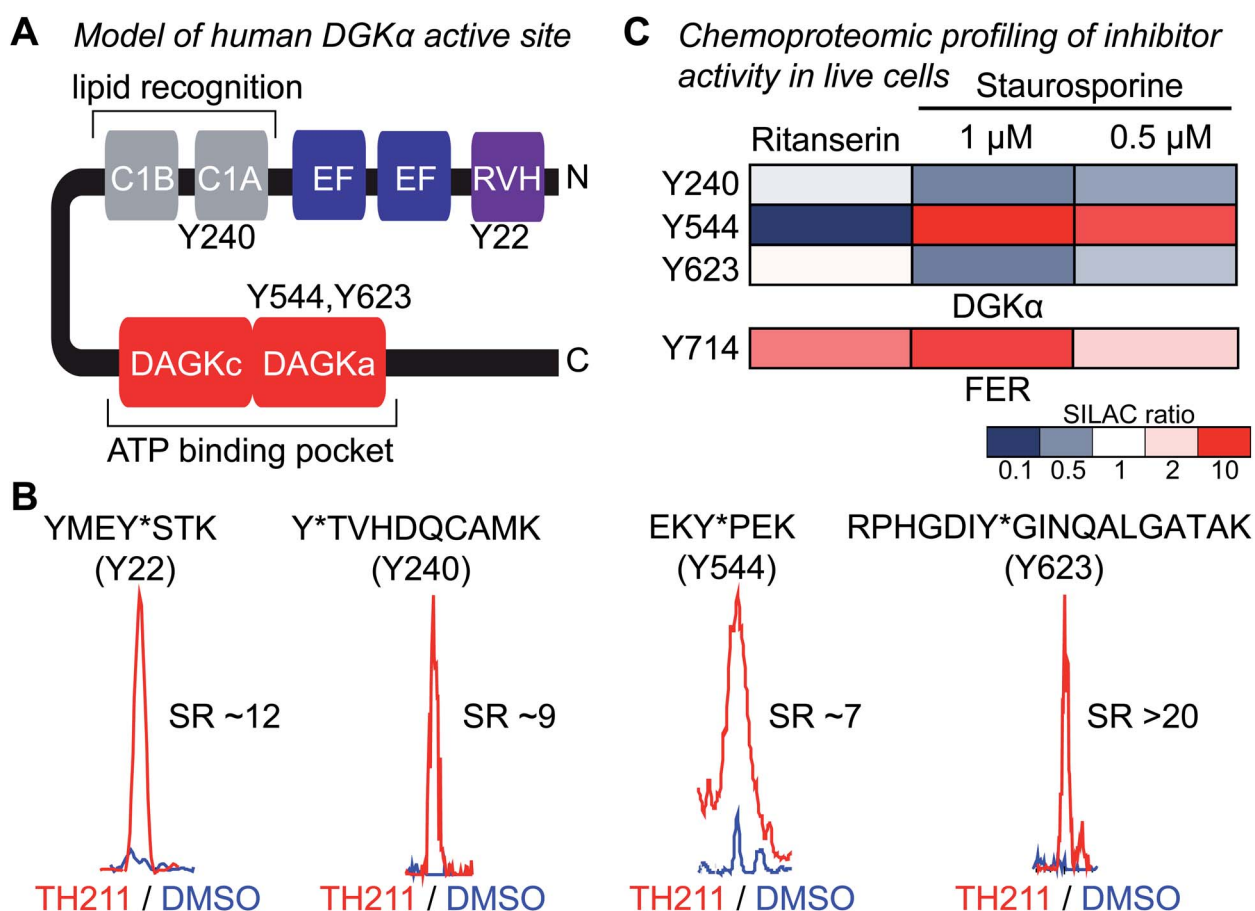 A Model of human DGKα active site
lipid recognition
C1B C1A EF EF RVH N
Y240 Y22
Y544,Y623
DAGKc DAGKa C
ATP binding pocket
C Chemoproteomic profiling of inhibitor
activity in live cells
Staurosporine
Ritanserin 1 μM 0.5 μM
Y240
Y544
Y623
DGKα
Y714
FER
SILAC ratio
0.1 0.5 1 2 10
B
YMEY*STK Y*TVHDQCAMK EKY*PEK RPHGDIY*GINQALGATAK
(Y22) (Y240) (Y544) (Y623)
SR ~12 SR ~9 SR ~7 SR >20
TH211 / DMSO TH211 / DMSO TH211 / DMSO TH211 / DMSO